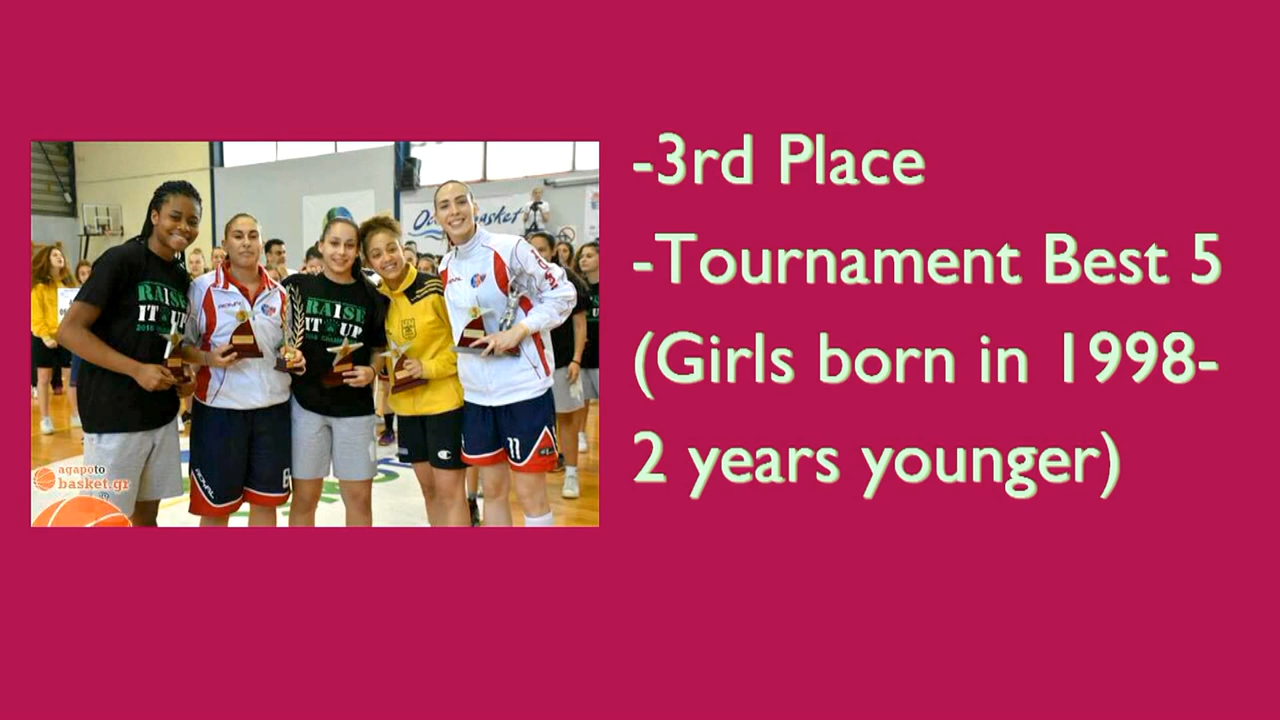 -3rd Place
-Tournament Best 5
(Girls born in 1998-
2 years younger)
RAISE
IT UP
RAISE
IT UP
11
agapoto
basket.gr